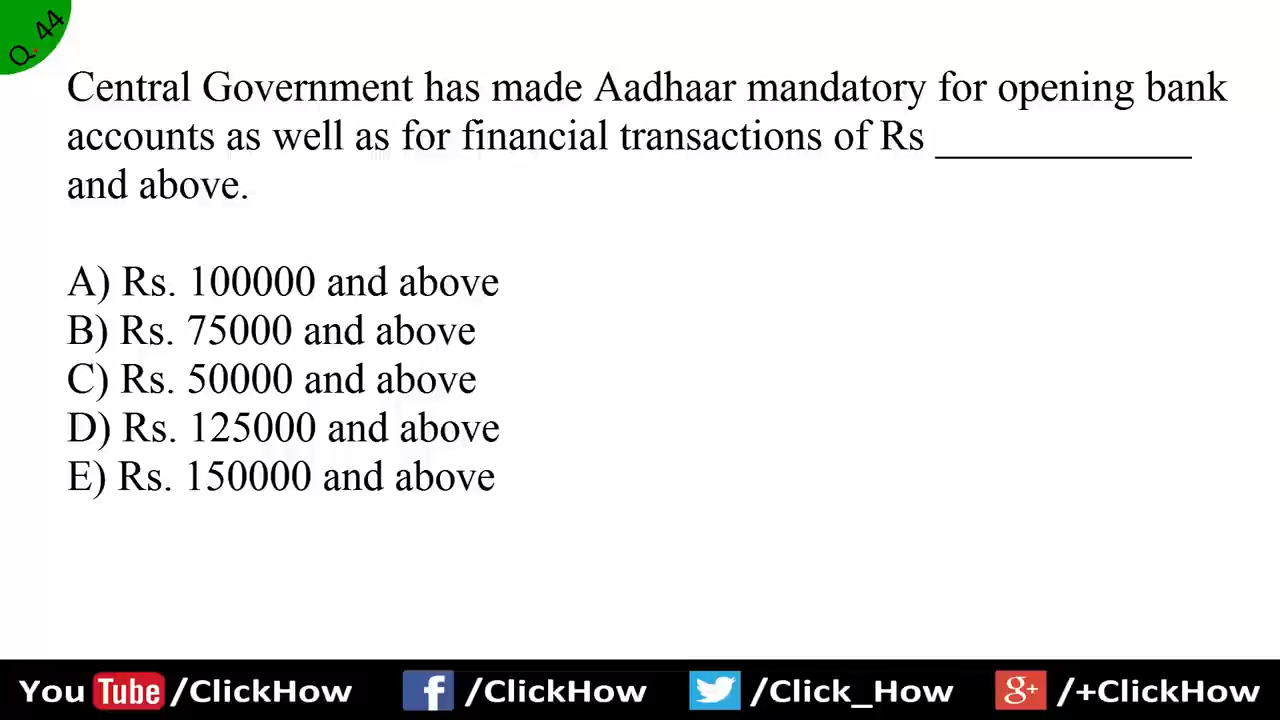 Q. 44
Central Government has made Aadhaar mandatory for opening bank
accounts as well as for financial transactions of Rs ____________
and above.
A) Rs. 100000 and above
B) Rs. 75000 and above
C) Rs. 50000 and above
D) Rs. 125000 and above
E) Rs. 150000 and above
You Tube /ClickHow f /ClickHow /Click_How g+ /+ClickHow